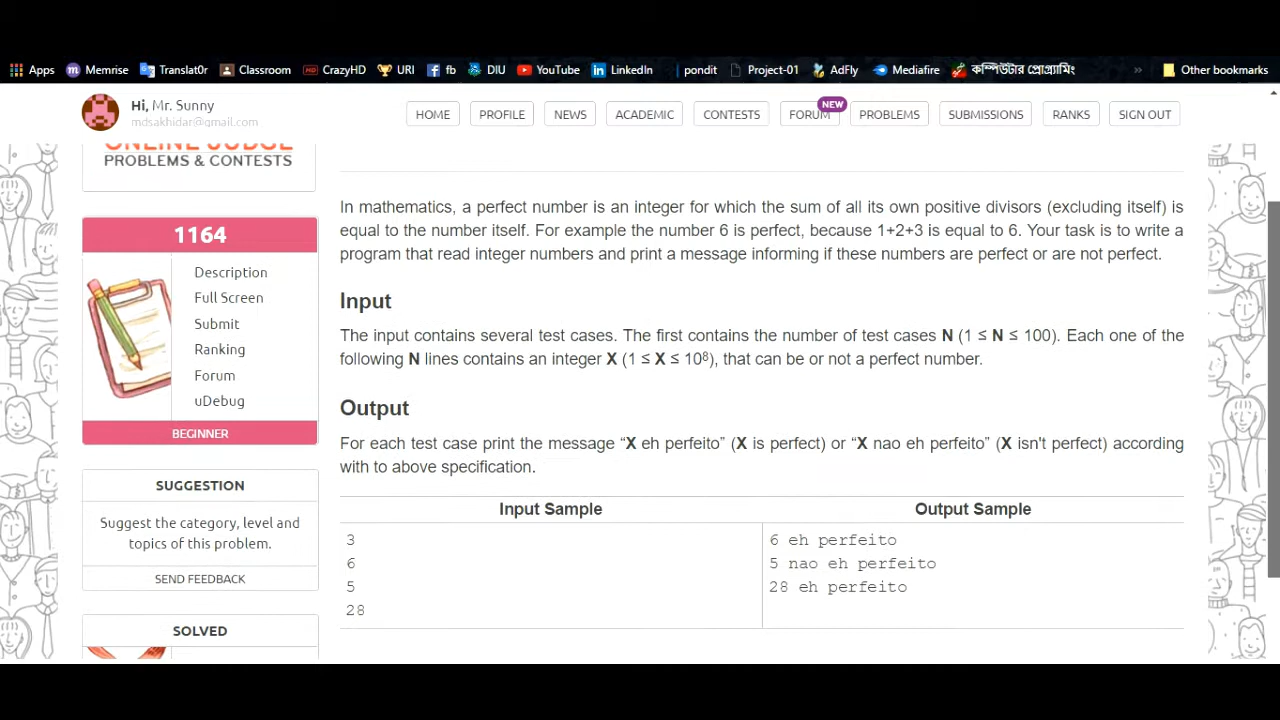 Apps Memrise Translat0r Classroom CrazyHD URI fb DIU YouTube LinkedIn pondit Project-01 AdFly Mediafire কম্পিউটার প্রোগ্রামিং » Other bookmarks
Hi, Mr. Sunny
mdsakhidar@gmail.com
HOME PROFILE NEWS ACADEMIC CONTESTS FORUM NEW PROBLEMS SUBMISSIONS RANKS SIGN OUT
ONLINE JUDGE
PROBLEMS & CONTESTS
1164
Description
Full Screen
Submit
Ranking
Forum
uDebug
BEGINNER
SUGGESTION
Suggest the category, level and
topics of this problem.
SEND FEEDBACK
SOLVED
In mathematics, a perfect number is an integer for which the sum of all its own positive divisors (excluding itself) is
equal to the number itself. For example the number 6 is perfect, because 1+2+3 is equal to 6. Your task is to write a
program that read integer numbers and print a message informing if these numbers are perfect or are not perfect.
Input
The input contains several test cases. The first contains the number of test cases N (1 ≤ N ≤ 100). Each one of the
following N lines contains an integer X (1 ≤ X ≤ 10⁸), that can be or not a perfect number.
Output
For each test case print the message “X eh perfeito” (X is perfect) or “X nao eh perfeito” (X isn't perfect) according
with to above specification.
Input Sample Output Sample
3
6
5
28
6 eh perfeito
5 nao eh perfeito
28 eh perfeito